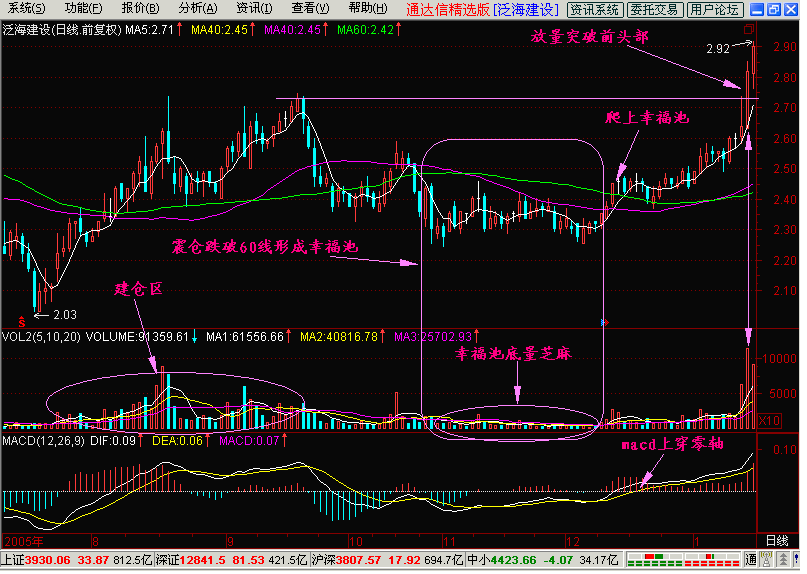 系统(S) 功能(F) 报价(B) 分析(A) 资讯(I) 查看(V) 帮助(H) 通达信精选版 [泛海建设] 资讯系统 委托交易 用户论坛
泛海建设(日线.前复权) MA5:2.71↑ MA40:2.45↑ MA40:2.45↑ MA60:2.42↑
放量突破前头部
2.92
2.90
2.80
2.70
爬上幸福池
2.60
2.50
2.40
2.30
震仓跌破60线形成幸福池
2.20
2.10
建仓区
2.03
VOL2(5,10,20) VOLUME:91359.61↓ MA1:61556.66↑ MA2:40816.78↑ MA3:25702.93↑
幸福池底量芝麻
10000
5000
X10
MACD(12,26,9) DIF:0.09↑ DEA:0.06↑ MACD:0.07↑
macd上穿零轴
0.10
2005年 8 9 10 11 12 1 日线
上证3930.06 33.87 812.5亿 深证12841.5 81.53 421.5亿 沪深3807.57 17.92 694.7亿 中小4423.66 -4.07 34.17亿 通